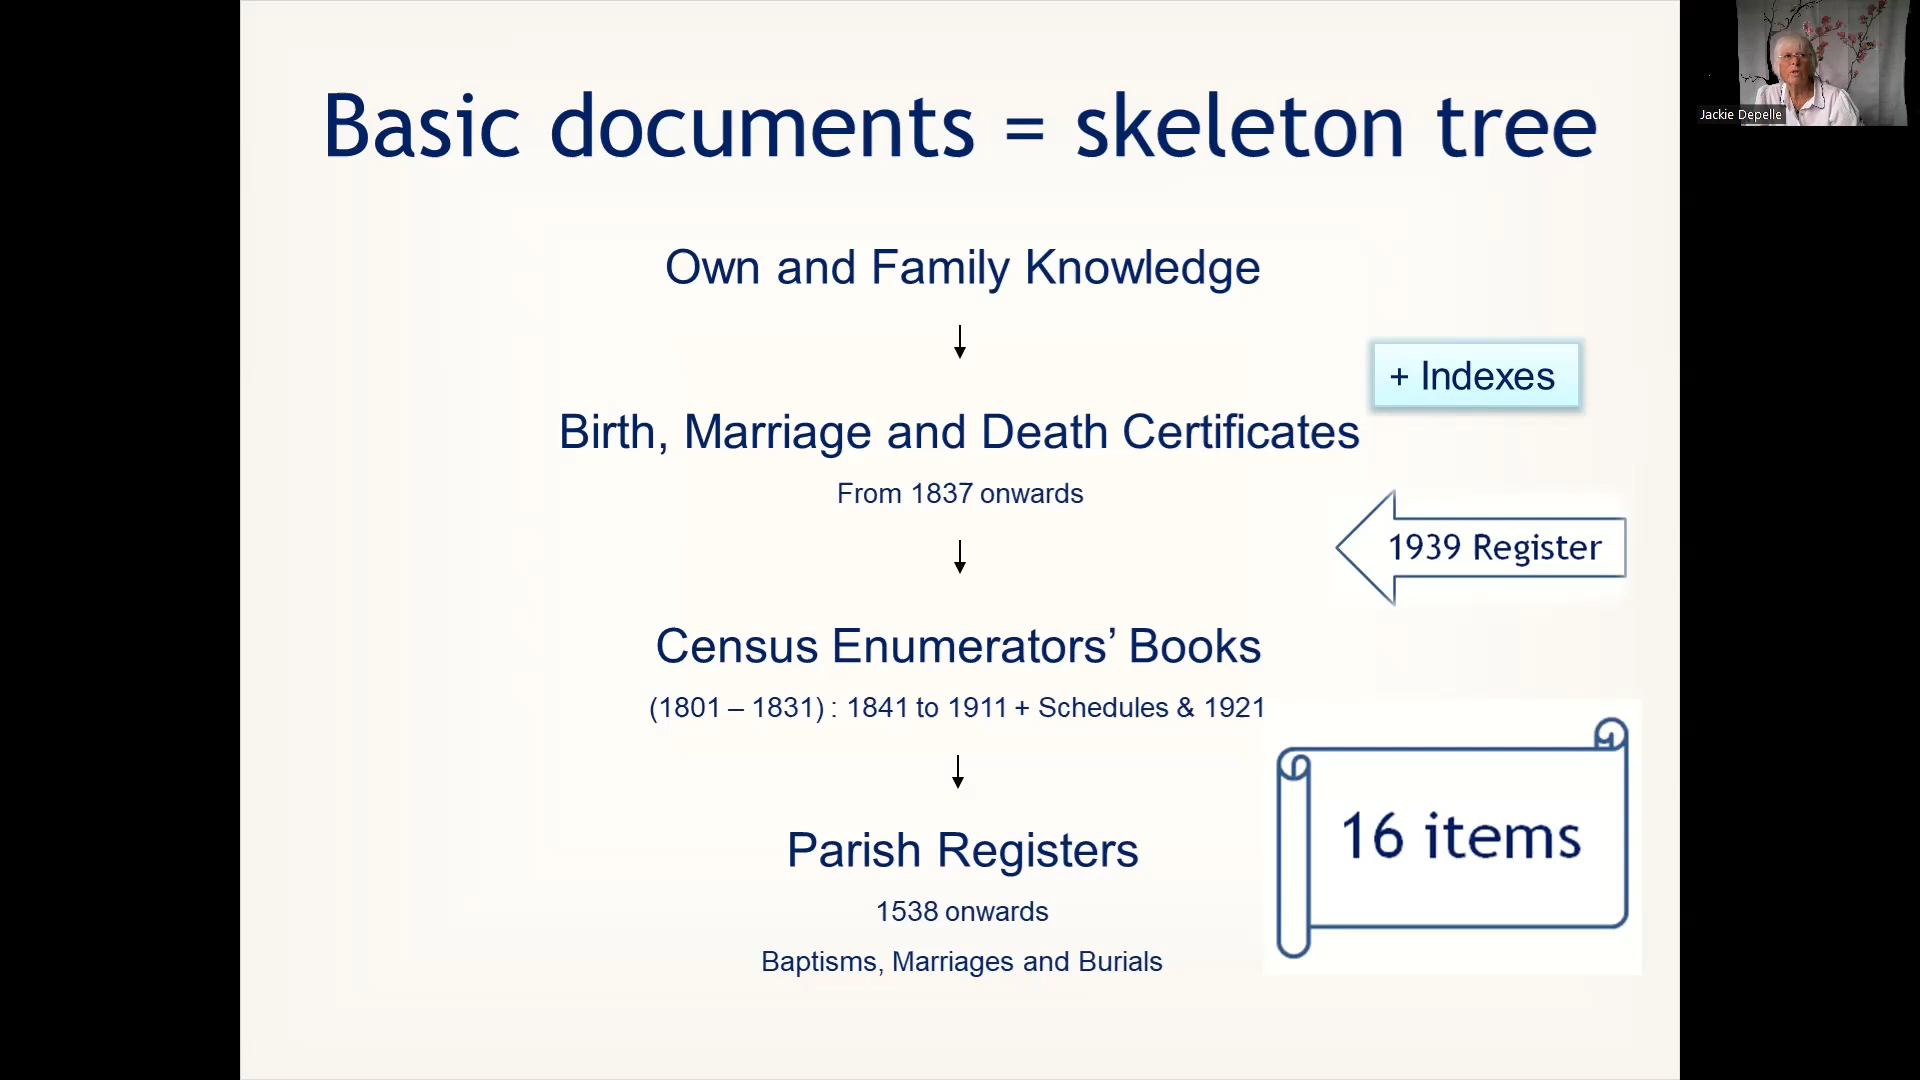 Basic documents = skeleton tree
Jackie Depelle
Own and Family Knowledge
+ Indexes
Birth, Marriage and Death Certificates
From 1837 onwards
1939 Register
Census Enumerators’ Books
(1801 – 1831) : 1841 to 1911 + Schedules & 1921
16 items
Parish Registers
1538 onwards
Baptisms, Marriages and Burials